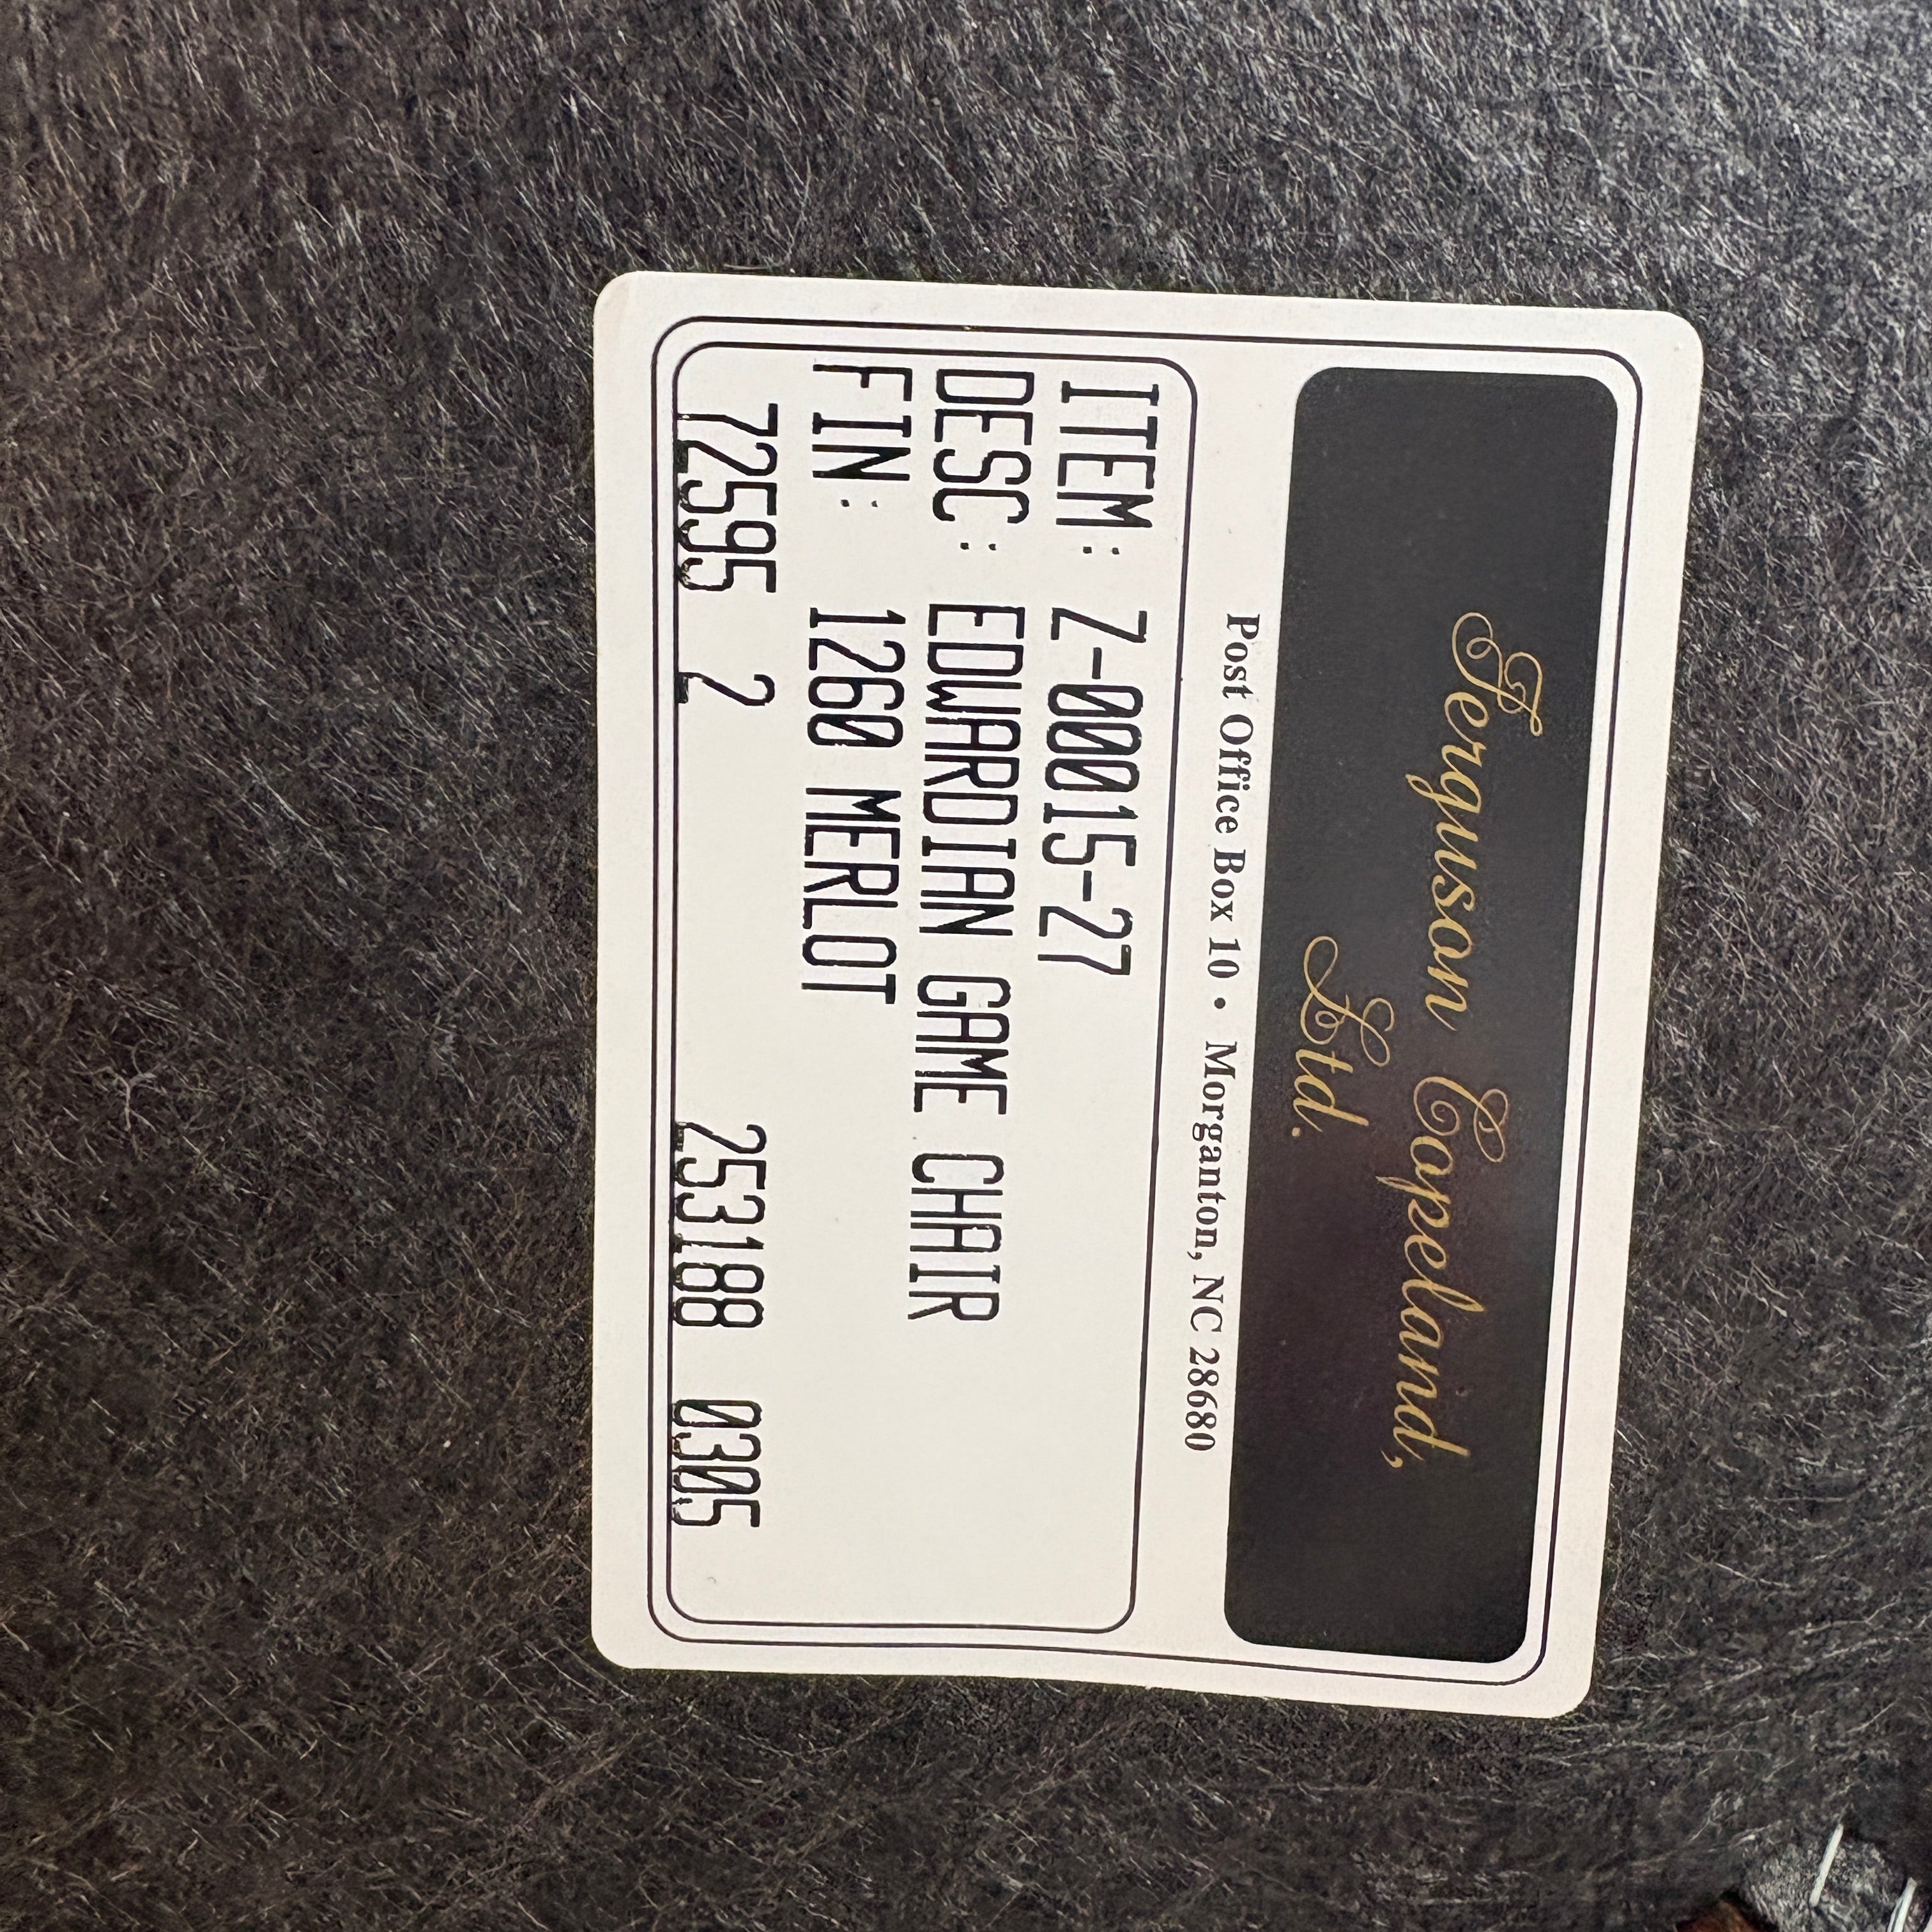 Ferguson Copeland,
Ltd.
Post Office Box 10 • Morganton, NC 28680
ITEM: Z-00015-27
DESC: EDWARDIAN GAME CHAIR
FIN: 1260 MERLOT
72595 2 253188 0305